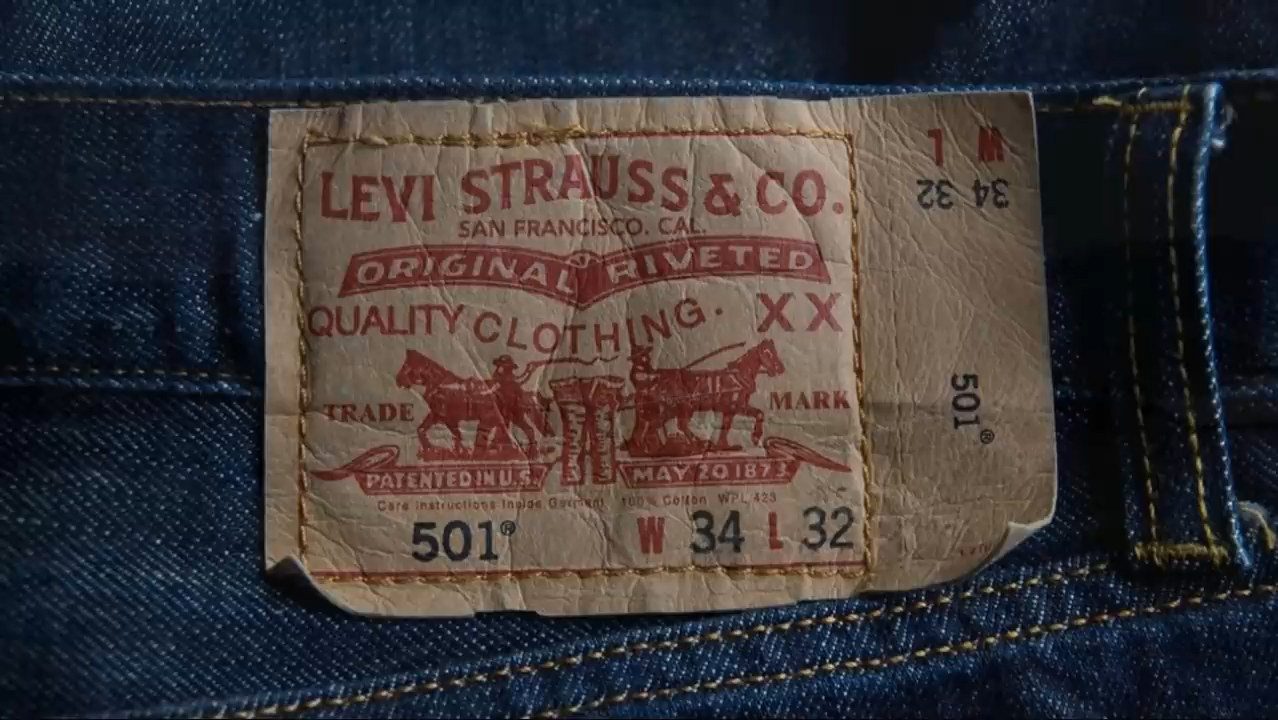 LEVI STRAUSS & CO.
SAN FRANCISCO. CAL.
ORIGINAL RIVETED
QUALITY CLOTHING. XX
TRADE MARK
PATENTED IN U.S. MAY 20 1873
Care Instructions Inside Garment 100% Cotton WPL 423
501® W 34 L 32
W L
34 32
501®